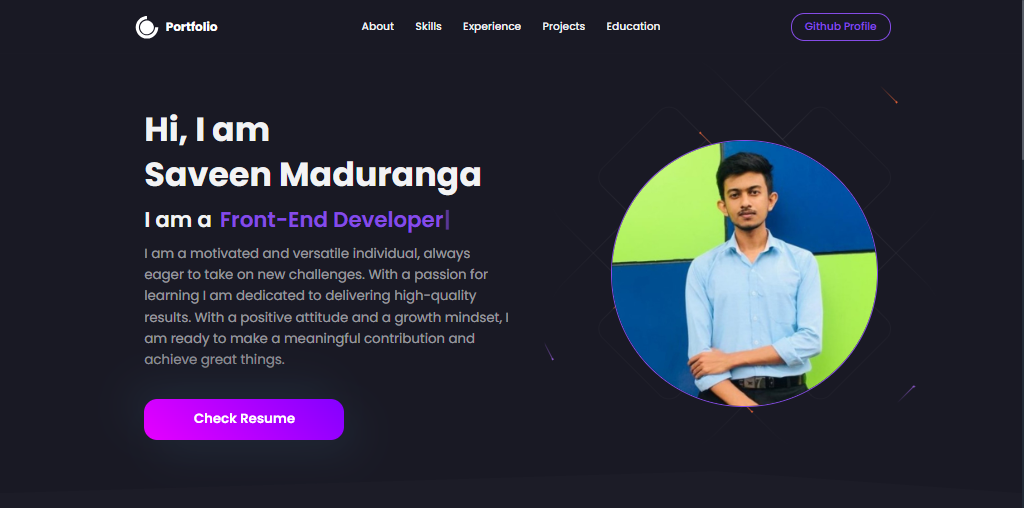 Portfolio
About Skills Experience Projects Education
Github Profile
Hi, I am
Saveen Maduranga
I am a Front-End Developer
I am a motivated and versatile individual, always
eager to take on new challenges. With a passion for
learning I am dedicated to delivering high-quality
results. With a positive attitude and a growth mindset, I
am ready to make a meaningful contribution and
achieve great things.
Check Resume